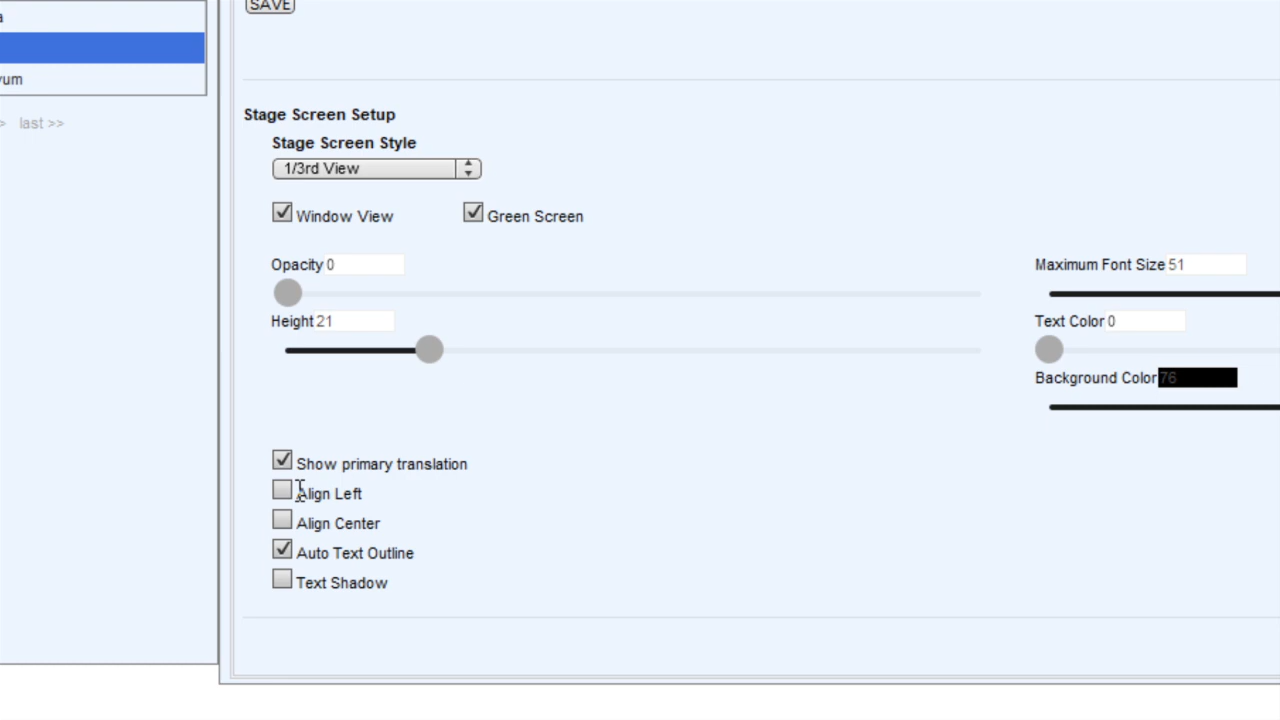 SAVE
last >>
Stage Screen Setup
Stage Screen Style
1/3rd View
Window View
Green Screen
Opacity 0
Maximum Font Size 51
Height 21
Text Color 0
Background Color 76
Show primary translation
Align Left
Align Center
Auto Text Outline
Text Shadow